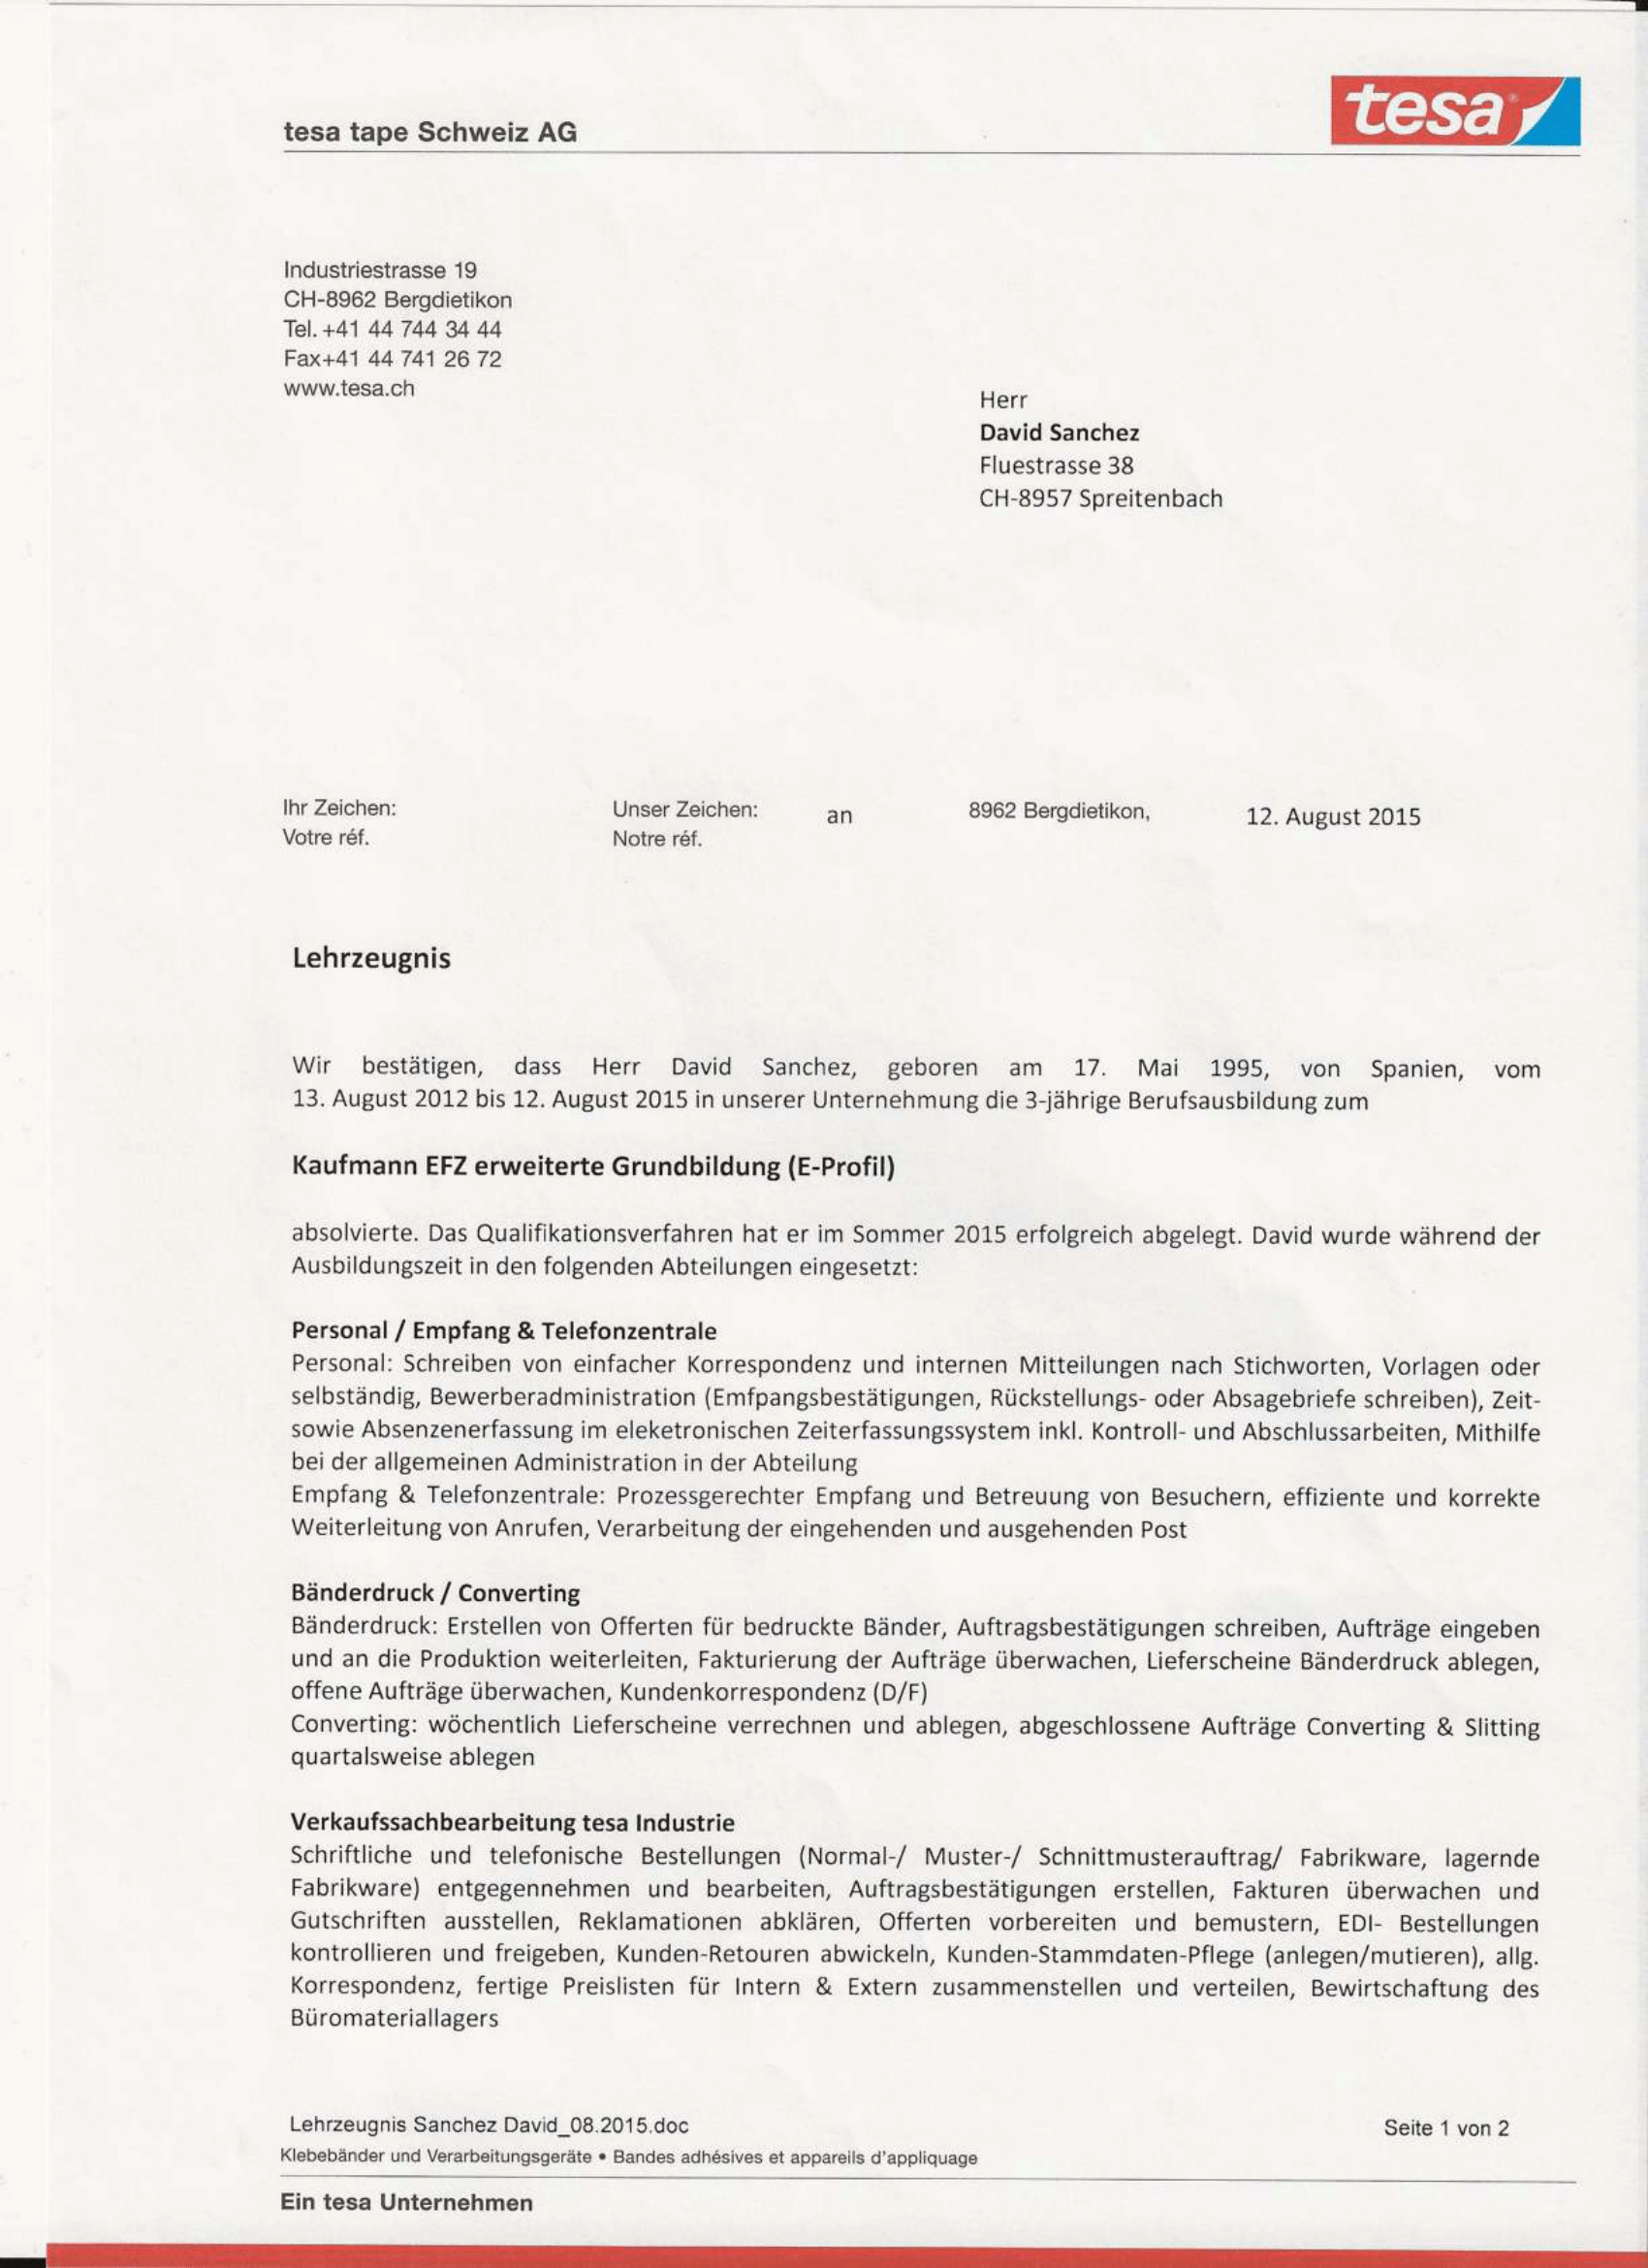 tesa tape Schweiz AG
tesa®
Industriestrasse 19
CH-8962 Bergdietikon
Tel. +41 44 744 34 44
Fax+41 44 741 26 72
www.tesa.ch
Herr
David Sanchez
Fluestrasse 38
CH-8957 Spreitenbach
Ihr Zeichen: Unser Zeichen: an 8962 Bergdietikon, 12. August 2015
Votre réf. Notre réf.
Lehrzeugnis
Wir bestätigen, dass Herr David Sanchez, geboren am 17. Mai 1995, von Spanien, vom
13. August 2012 bis 12. August 2015 in unserer Unternehmung die 3-jährige Berufsausbildung zum
Kaufmann EFZ erweiterte Grundbildung (E-Profil)
absolvierte. Das Qualifikationsverfahren hat er im Sommer 2015 erfolgreich abgelegt. David wurde während der
Ausbildungszeit in den folgenden Abteilungen eingesetzt:
Personal / Empfang & Telefonzentrale
Personal: Schreiben von einfacher Korrespondenz und internen Mitteilungen nach Stichworten, Vorlagen oder
selbständig, Bewerberadministration (Emfpangsbestätigungen, Rückstellungs- oder Absagebriefe schreiben), Zeit-
sowie Absenzenerfassung im eleketronischen Zeiterfassungssystem inkl. Kontroll- und Abschlussarbeiten, Mithilfe
bei der allgemeinen Administration in der Abteilung
Empfang & Telefonzentrale: Prozessgerechter Empfang und Betreuung von Besuchern, effiziente und korrekte
Weiterleitung von Anrufen, Verarbeitung der eingehenden und ausgehenden Post
Bänderdruck / Converting
Bänderdruck: Erstellen von Offerten für bedruckte Bänder, Auftragsbestätigungen schreiben, Aufträge eingeben
und an die Produktion weiterleiten, Fakturierung der Aufträge überwachen, Lieferscheine Bänderdruck ablegen,
offene Aufträge überwachen, Kundenkorrespondenz (D/F)
Converting: wöchentlich Lieferscheine verrechnen und ablegen, abgeschlossene Aufträge Converting & Slitting
quartalsweise ablegen
Verkaufssachbearbeitung tesa Industrie
Schriftliche und telefonische Bestellungen (Normal-/ Muster-/ Schnittmusterauftrag/ Fabrikware, lagernde
Fabrikware) entgegennehmen und bearbeiten, Auftragsbestätigungen erstellen, Fakturen überwachen und
Gutschriften ausstellen, Reklamationen abklären, Offerten vorbereiten und bemustern, EDI- Bestellungen
kontrollieren und freigeben, Kunden-Retouren abwickeln, Kunden-Stammdaten-Pflege (anlegen/mutieren), allg.
Korrespondenz, fertige Preislisten für Intern & Extern zusammenstellen und verteilen, Bewirtschaftung des
Büromateriallagers
Lehrzeugnis Sanchez David_08.2015.doc Seite 1 von 2
Klebebänder und Verarbeitungsgeräte • Bandes adhésives et appareils d'appliquage
Ein tesa Unternehmen